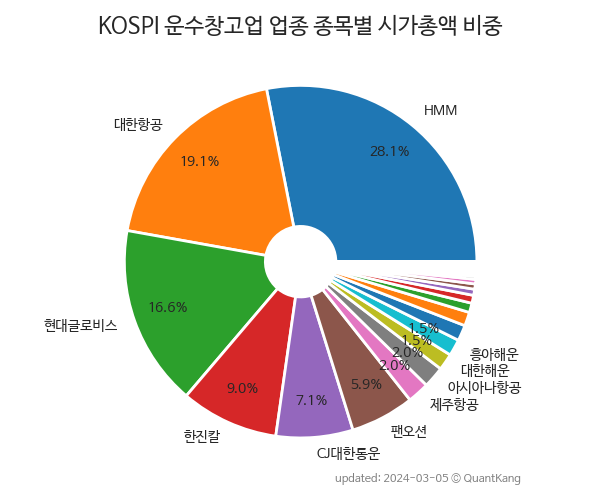 KOSPI 운수창고업 업종 종목별 시가총액 비중
HMM
28.1%
대한항공
19.1%
현대글로비스
16.6%
한진칼
9.0%
CJ대한통운
7.1%
팬오션
5.9%
제주항공
2.0%
아시아나항공
2.0%
대한해운
1.5%
흥아해운
1.5%
updated: 2024-03-05 ⓒ QuantKang